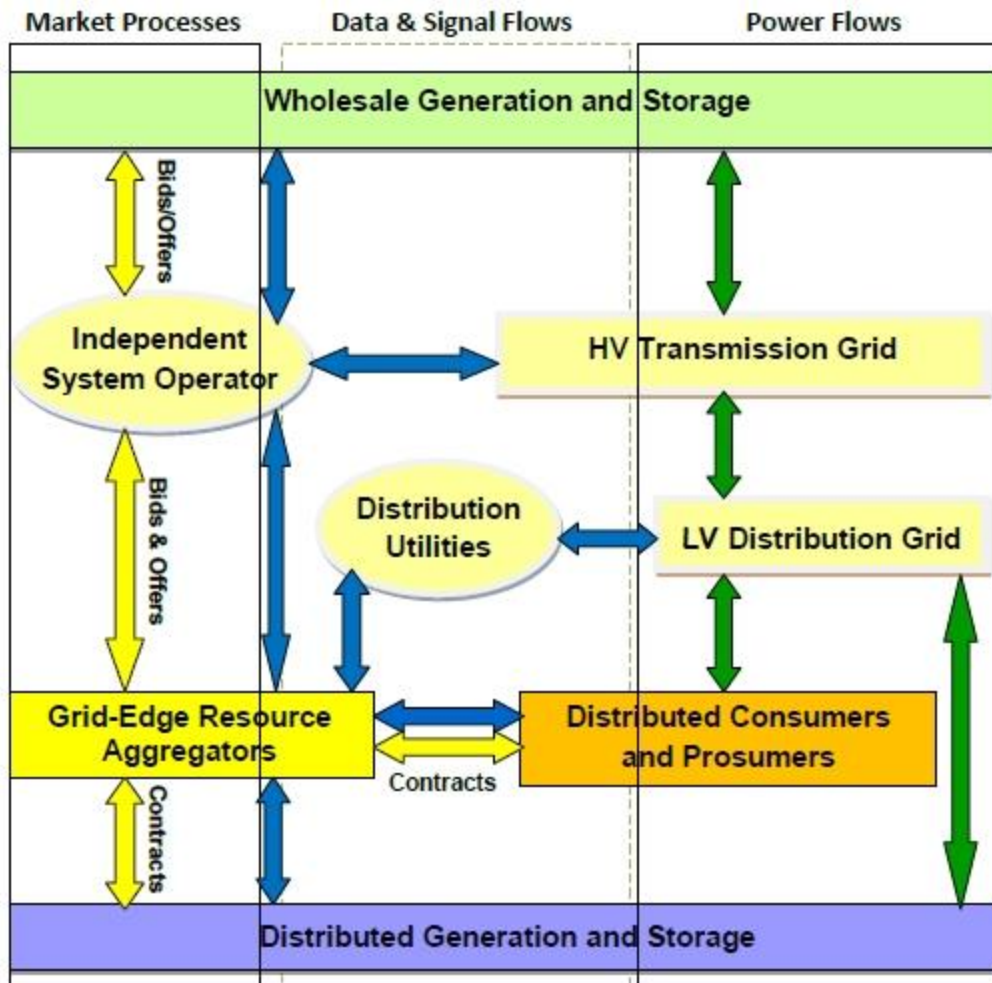 Market Processes
Data & Signal Flows
Power Flows
Wholesale Generation and Storage
Bids/Offers
Independent
System Operator
HV Transmission Grid
Bids & Offers
Distribution
Utilities
LV Distribution Grid
Grid-Edge Resource
Aggregators
Distributed Consumers
and Prosumers
Contracts
Contracts
Distributed Generation and Storage